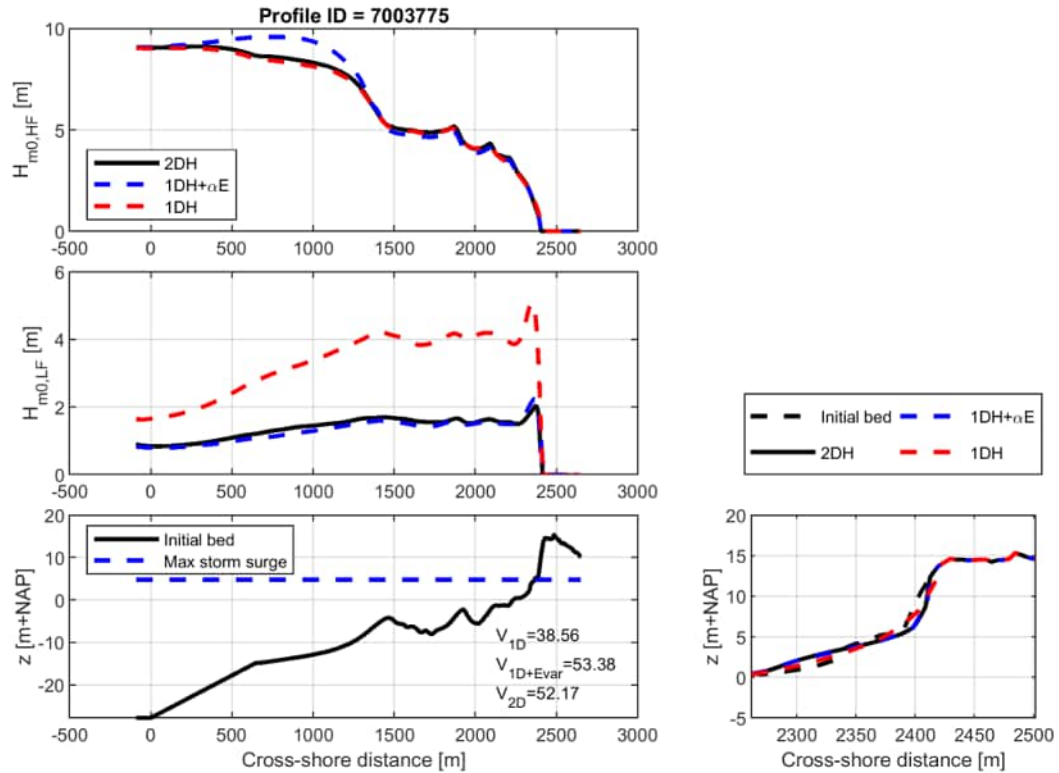 Profile ID = 7003775
10
5
0
H_m0,HF [m]
2DH
1DH+αE
1DH
-500 0 500 1000 1500 2000 2500 3000
6
4
2
0
H_m0,LF [m]
-500 0 500 1000 1500 2000 2500 3000
Initial bed 1DH+αE
2DH 1DH
20
10
0
-10
-20
z [m+NAP]
Initial bed
Max storm surge
V_1D=38.56
V_1D+Evar=53.38
V_2D=52.17
-500 0 500 1000 1500 2000 2500 3000
Cross-shore distance [m]
20
15
10
5
0
-5
z [m+NAP]
2300 2350 2400 2450 2500
Cross-shore distance [m]